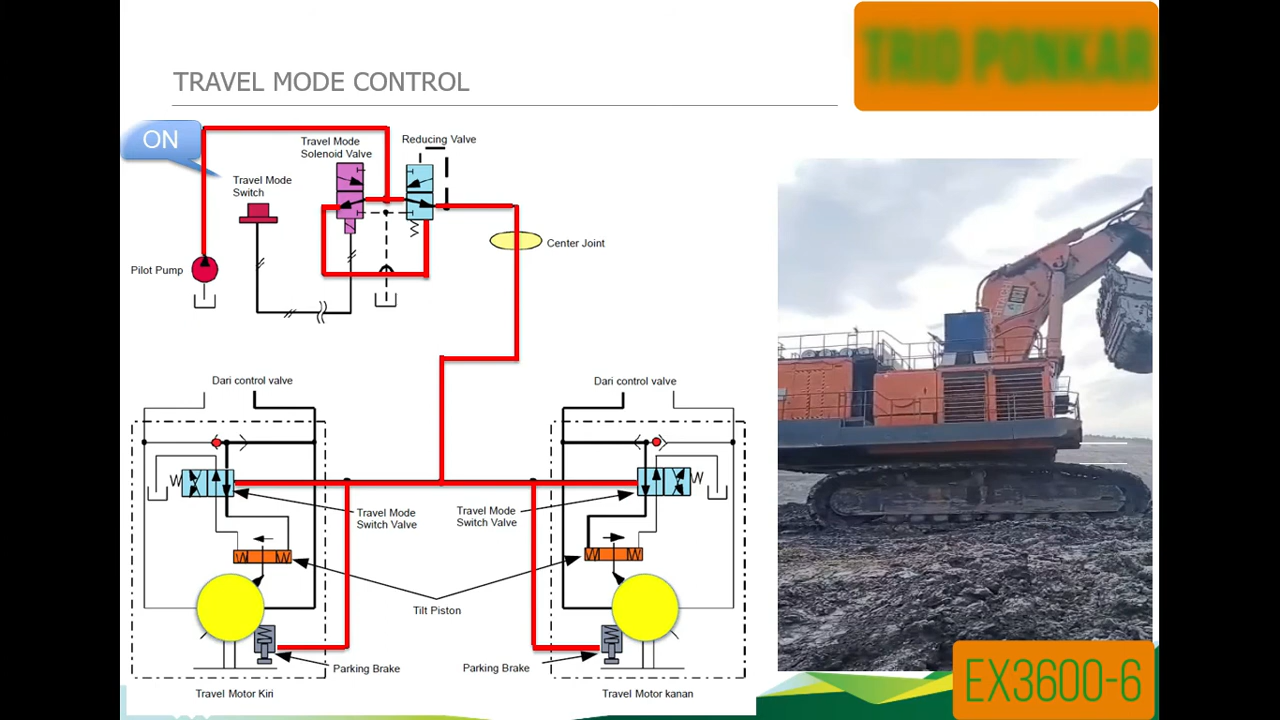 TRAVEL MODE CONTROL
TRIO PONKAR
ON
Travel Mode
Solenoid Valve
Reducing Valve
Travel Mode
Switch
Center Joint
Pilot Pump
Dari control valve
Dari control valve
Travel Mode
Switch Valve
Travel Mode
Switch Valve
Tilt Piston
Parking Brake
Parking Brake
Travel Motor Kiri
Travel Motor kanan
EX3600-6